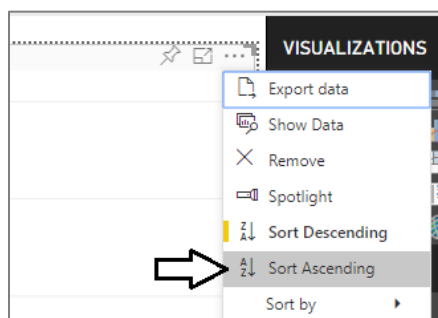 VISUALIZATIONS
Export data
Show Data
Remove
Spotlight
Sort Descending
Sort Ascending
Sort by